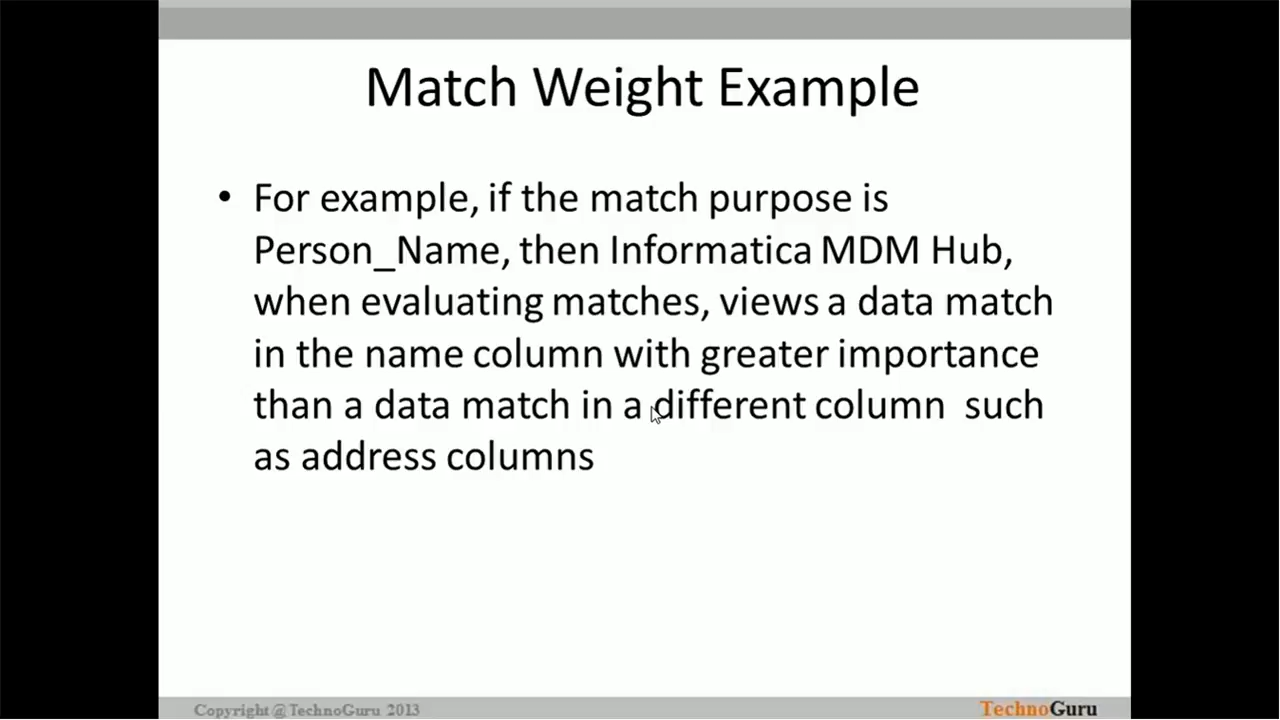 Match Weight Example
• For example, if the match purpose is
Person_Name, then Informatica MDM Hub,
when evaluating matches, views a data match
in the name column with greater importance
than a data match in a different column  such
as address columns
Copyright@TechnoGuru 2013
TechnoGuru